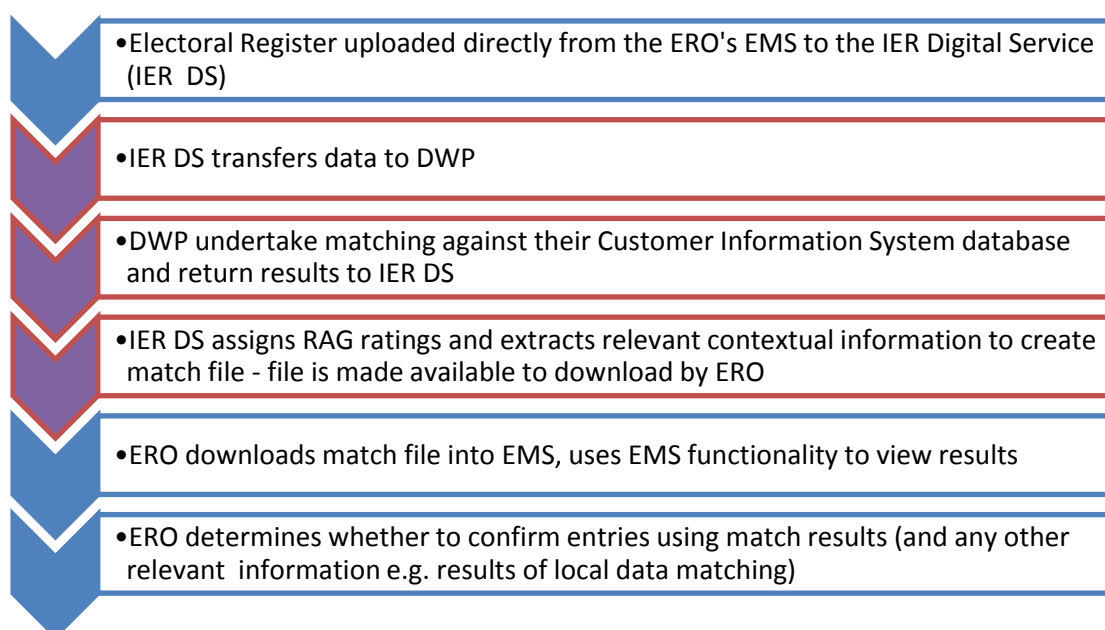 •Electoral Register uploaded directly from the ERO's EMS to the IER Digital Service
(IER DS)
•IER DS transfers data to DWP
•DWP undertake matching against their Customer Information System database
and return results to IER DS
•IER DS assigns RAG ratings and extracts relevant contextual information to create
match file - file is made available to download by ERO
•ERO downloads match file into EMS, uses EMS functionality to view results
•ERO determines whether to confirm entries using match results (and any other
relevant information e.g. results of local data matching)